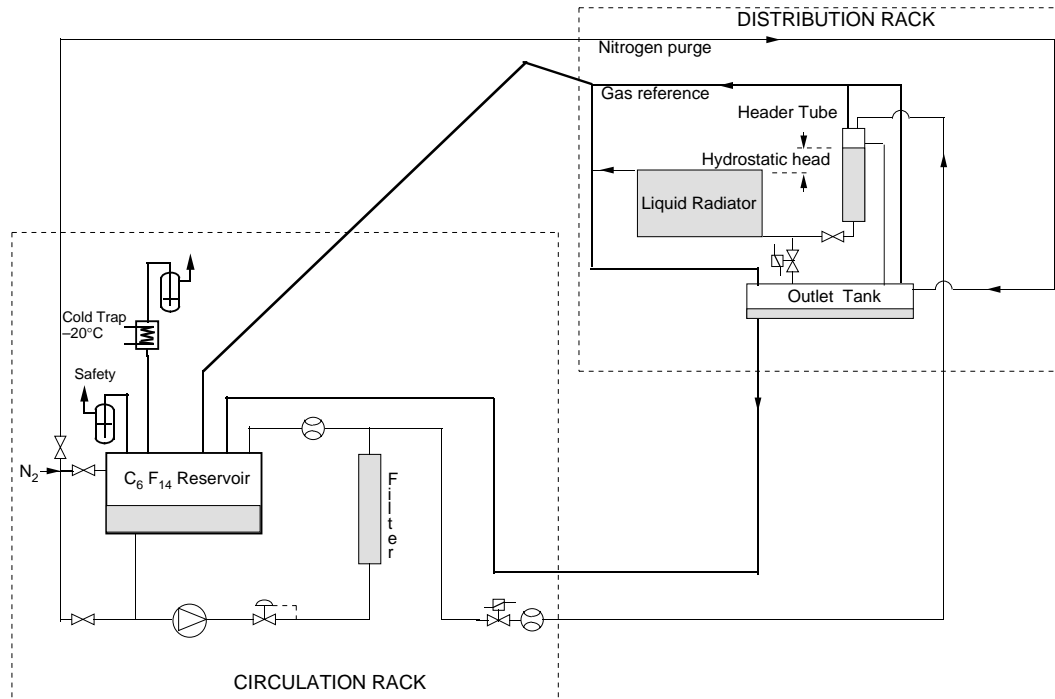 DISTRIBUTION RACK
Nitrogen purge
Gas reference
Header Tube
Hydrostatic head
Liquid Radiator
Outlet Tank
Cold Trap
–20°C
Safety
N₂
C₆ F₁₄ Reservoir
Filter
CIRCULATION RACK